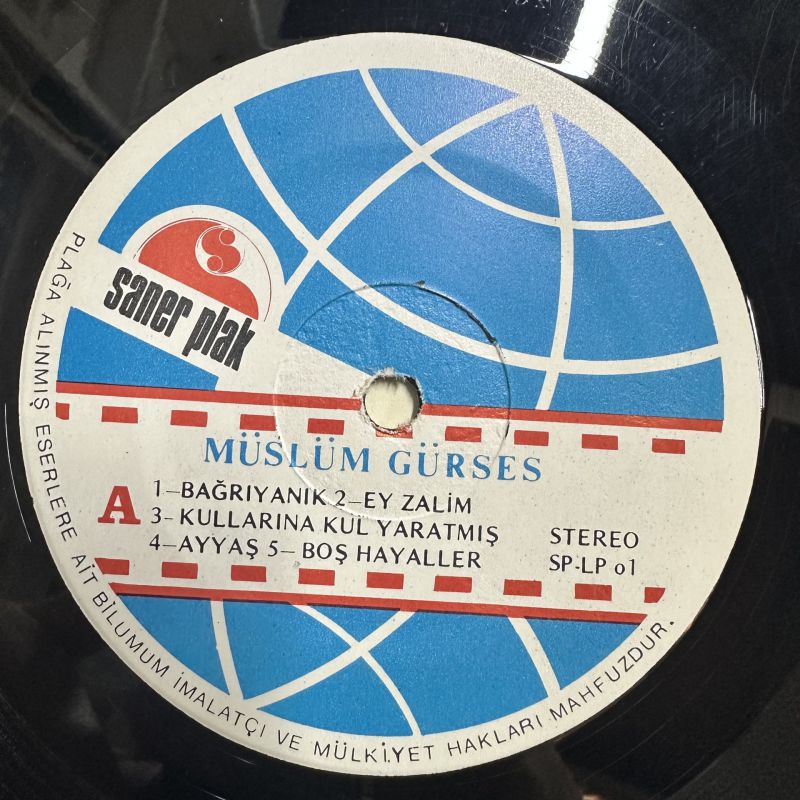 saner plak
MÜSLÜM GÜRSES
A
1–BAĞRIYANIK 2–EY ZALİM
3–KULLARINA KUL YARATMIŞ
4–AYYAŞ 5–BOŞ HAYALLER
STEREO
SP-LP o1
PLAĞA ALINMIŞ ESERLERE AİT BİLUMUM İMALATÇI VE MÜLKİYET HAKLARI MAHFUZDUR.